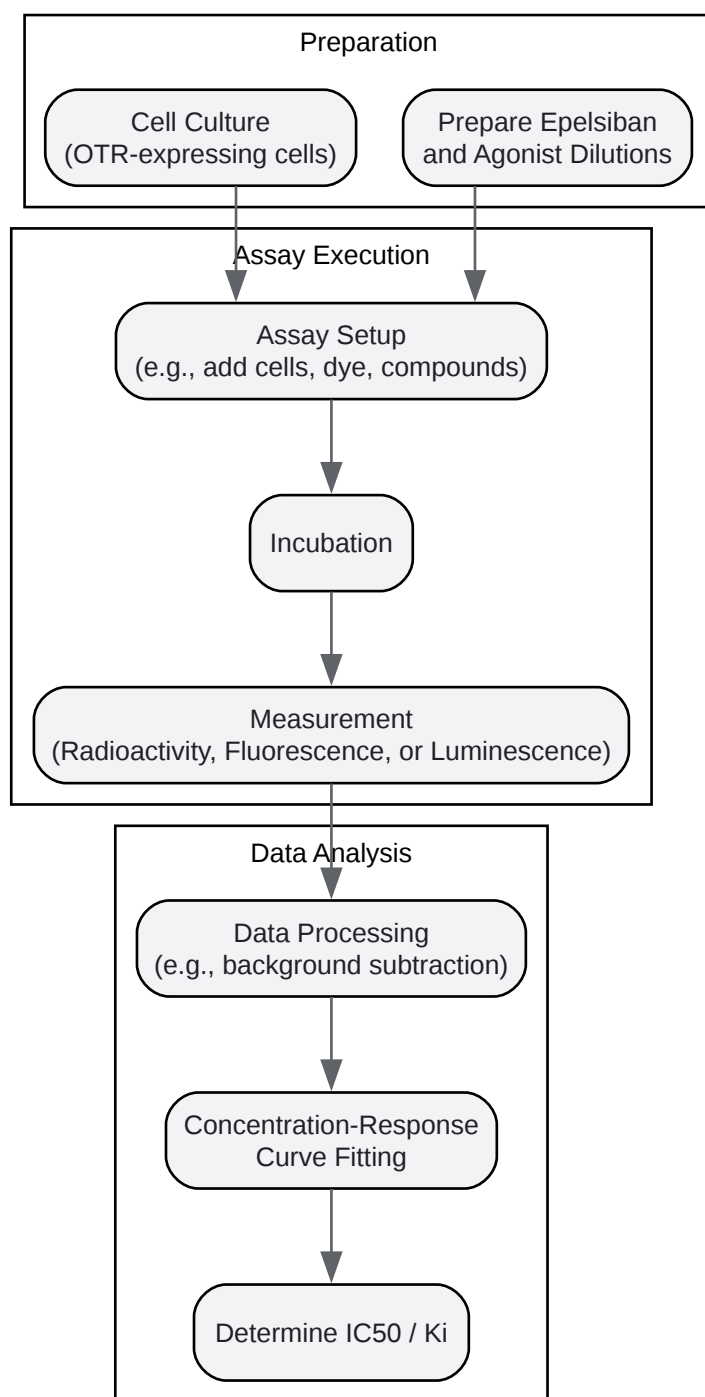 Preparation
Cell Culture
(OTR-expressing cells)
Prepare Epelsiban
and Agonist Dilutions
Assay Execution
Assay Setup
(e.g., add cells, dye, compounds)
Incubation
Measurement
(Radioactivity, Fluorescence, or Luminescence)
Data Analysis
Data Processing
(e.g., background subtraction)
Concentration-Response
Curve Fitting
Determine IC50 / Ki